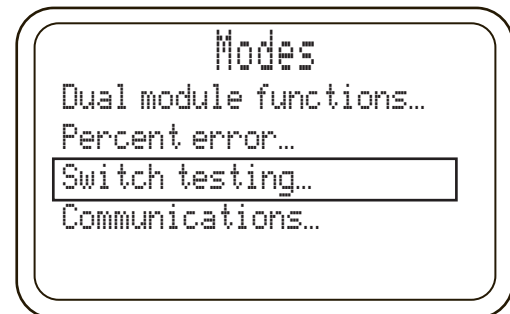 Modes
Dual module functions…
Percent error…
Switch testing…
Communications…